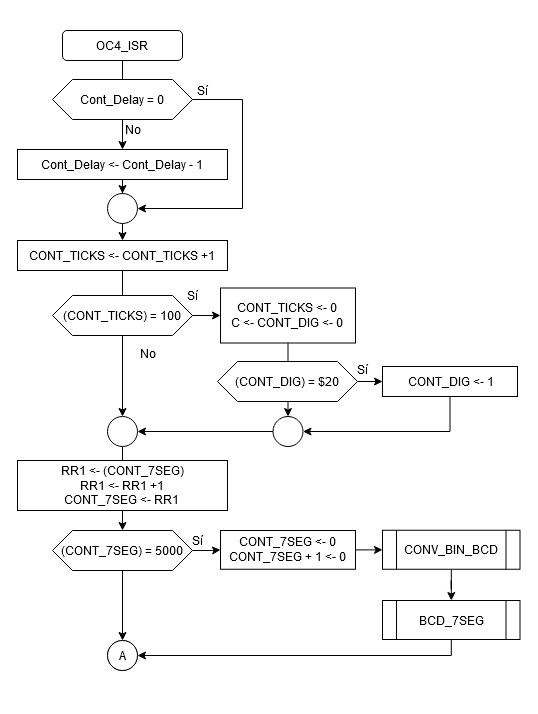 OC4_ISR
Cont_Delay = 0
Sí
No
Cont_Delay <- Cont_Delay - 1
CONT_TICKS <- CONT_TICKS +1
(CONT_TICKS) = 100
Sí
No
CONT_TICKS <- 0
C <- CONT_DIG <- 0
(CONT_DIG) = $20
Sí
CONT_DIG <- 1
RR1 <- (CONT_7SEG)
RR1 <- RR1 +1
CONT_7SEG <- RR1
(CONT_7SEG) = 5000
Sí
CONT_7SEG <- 0
CONT_7SEG + 1 <- 0
CONV_BIN_BCD
BCD_7SEG
A